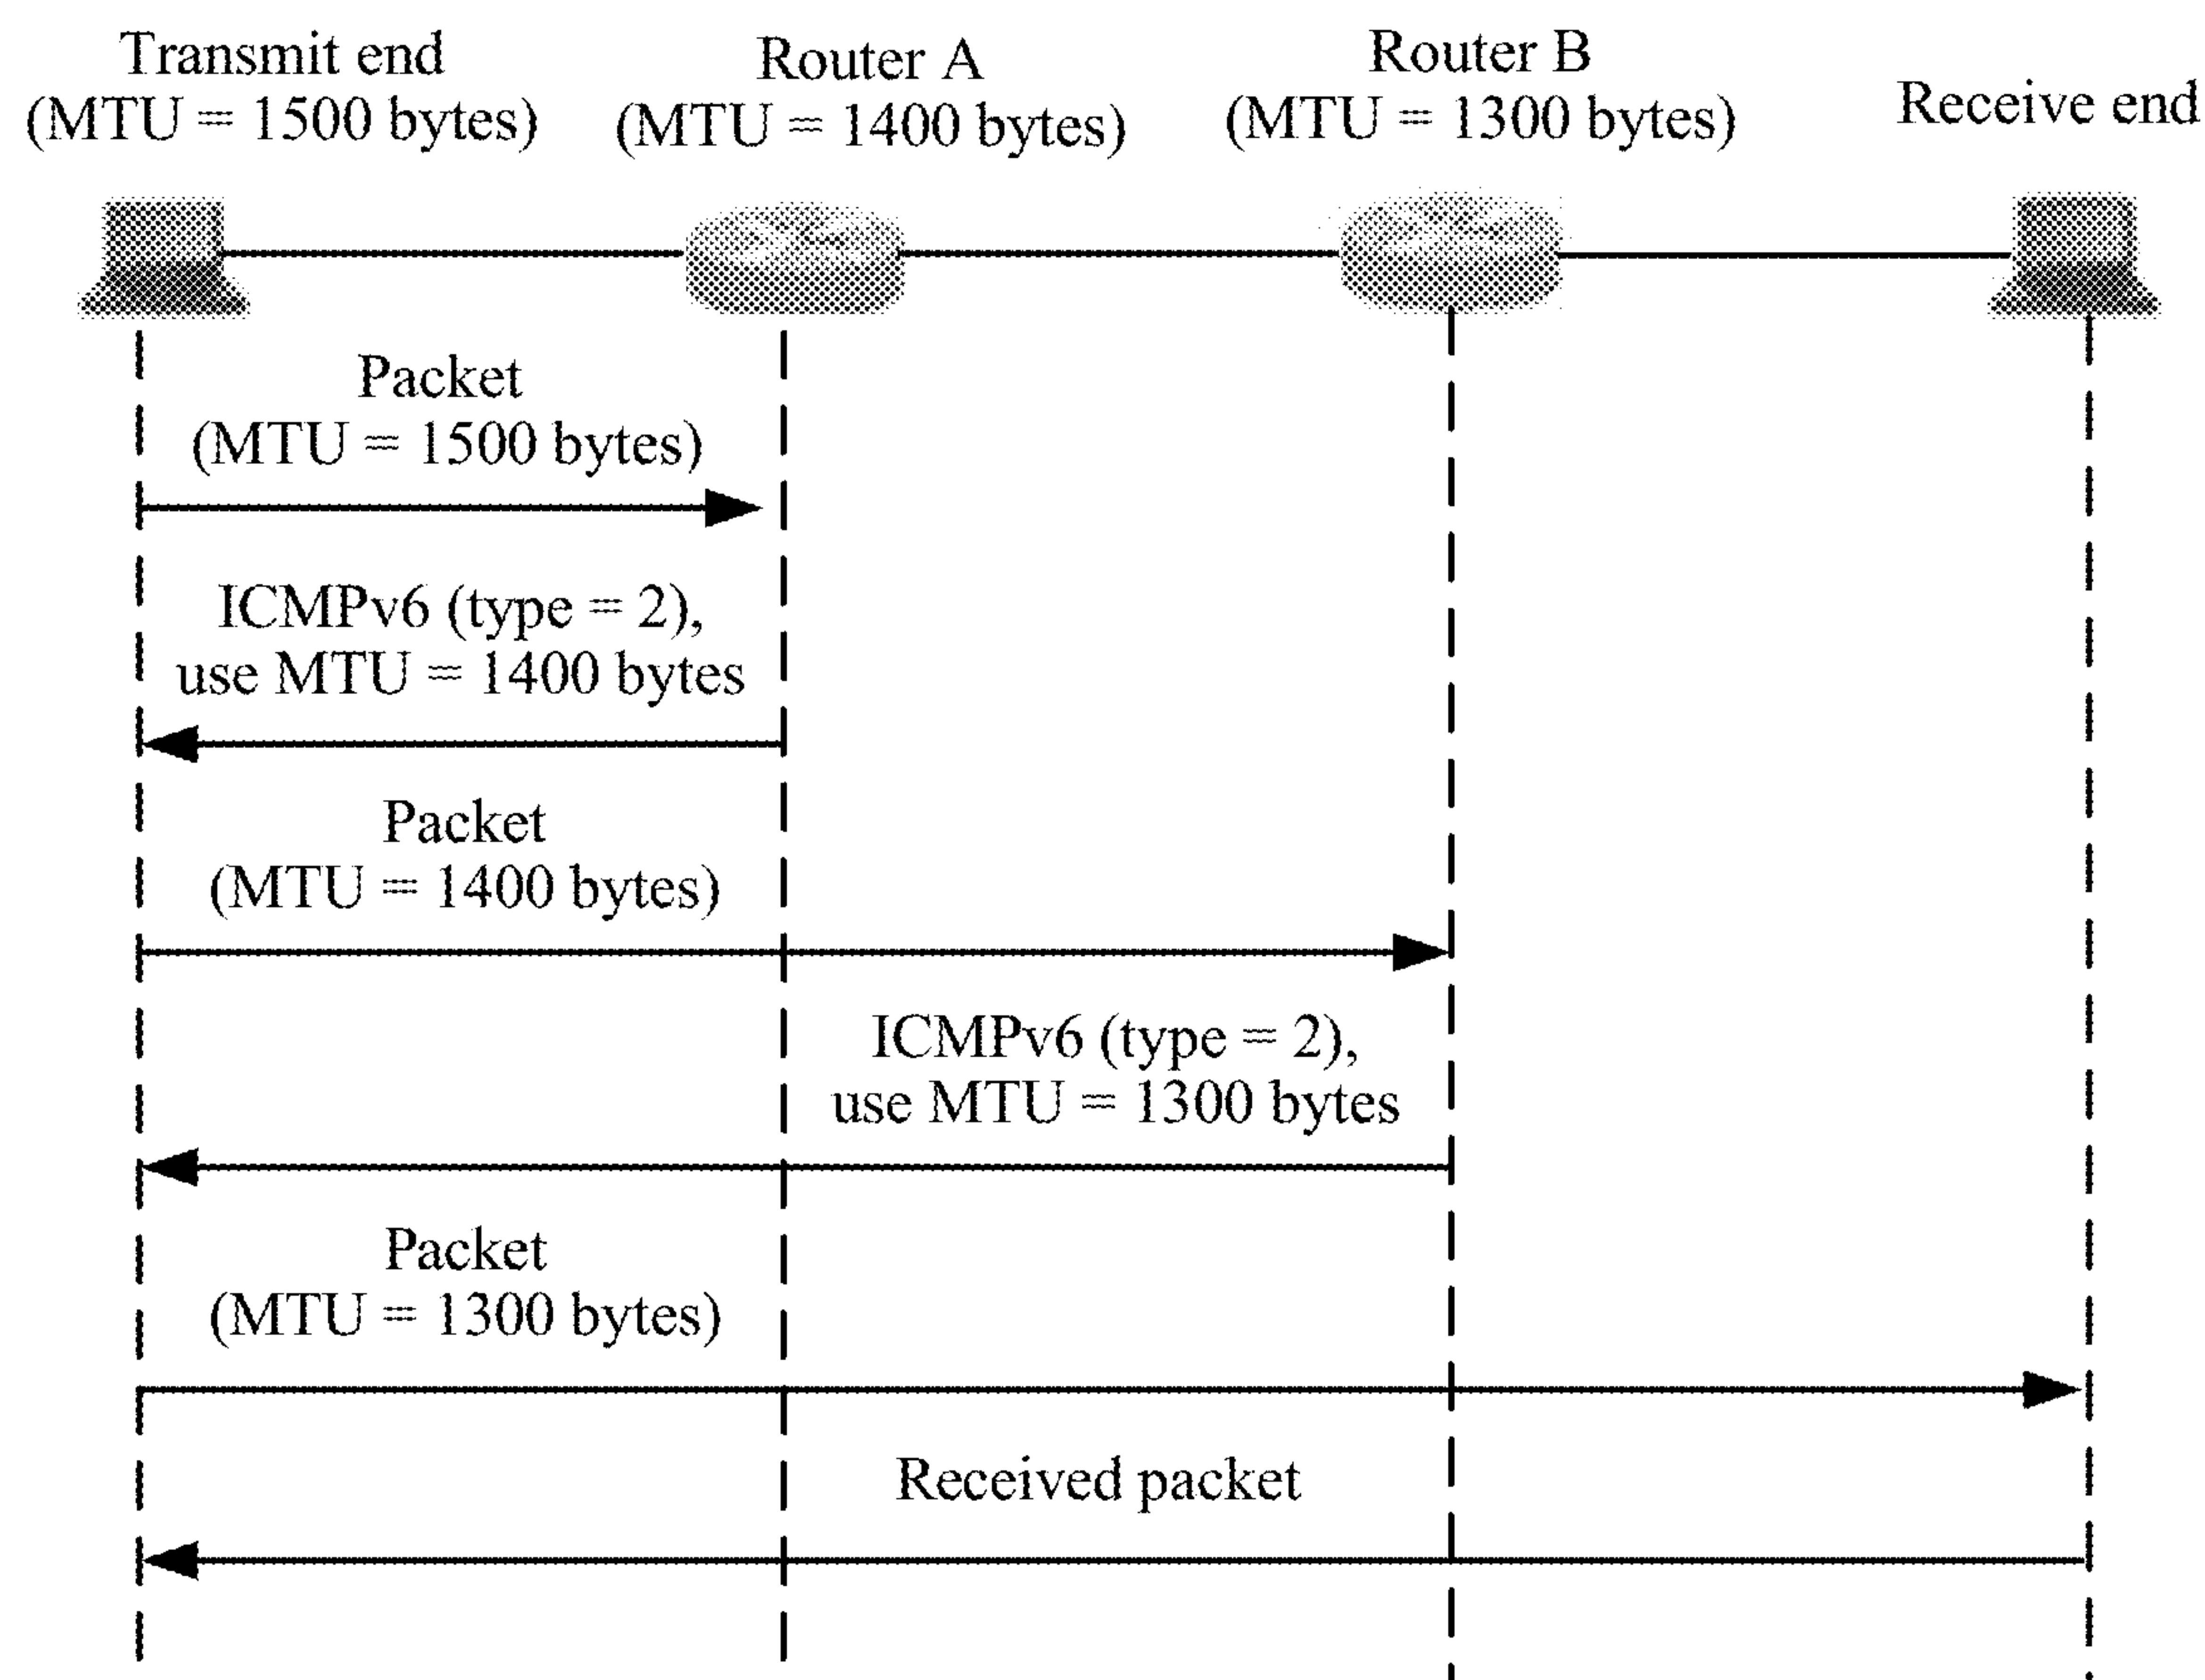 Transmit end
(MTU = 1500 bytes)
Router A
(MTU = 1400 bytes)
Router B
(MTU = 1300 bytes)
Receive end
Packet
(MTU = 1500 bytes)
ICMPv6 (type = 2),
use MTU = 1400 bytes
Packet
(MTU = 1400 bytes)
ICMPv6 (type = 2),
use MTU = 1300 bytes
Packet
(MTU = 1300 bytes)
Received packet